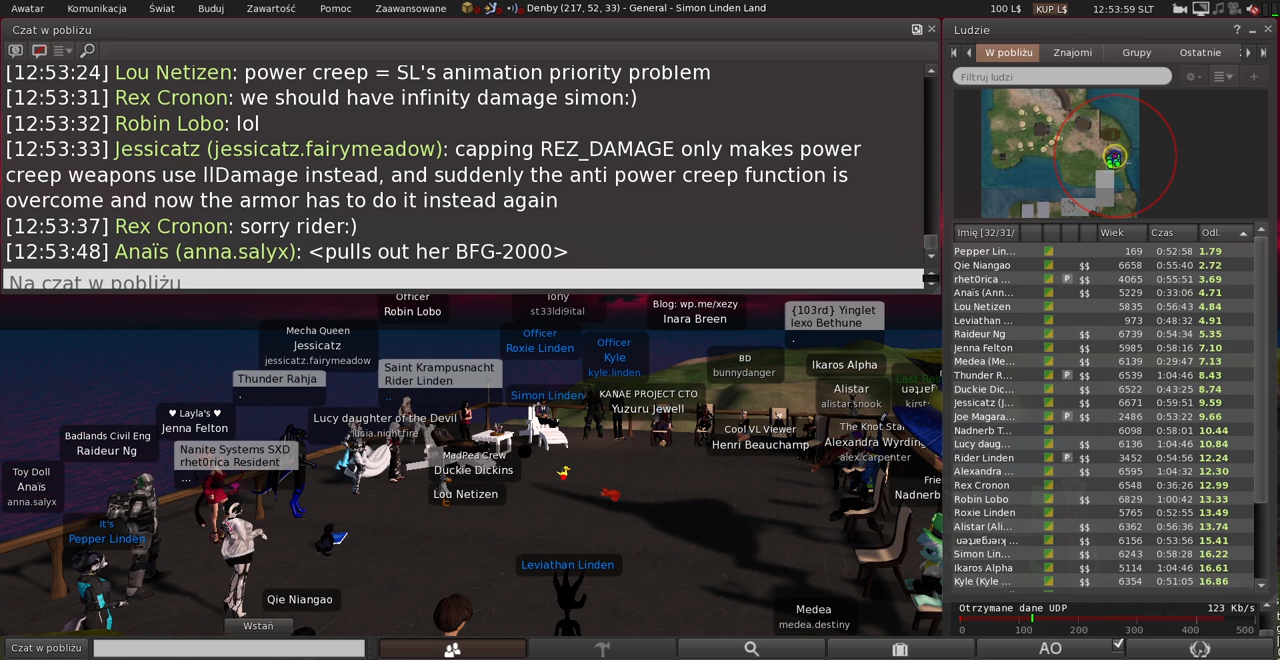 Awatar Komunikacja Świat Buduj Zawartość Pomoc Zaawansowane Denby (217, 52, 33) - General - Simon Linden Land 100 L$ KUP L$ 12:53:59 SLT
Czat w pobliżu
[12:53:24] Lou Netizen: power creep = SL's animation priority problem
[12:53:31] Rex Cronon: we should have infinity damage simon:)
[12:53:32] Robin Lobo: lol
[12:53:33] Jessicatz (jessicatz.fairymeadow): capping REZ_DAMAGE only makes power
creep weapons use llDamage instead, and suddenly the anti power creep function is
overcome and now the armor has to do it instead again
[12:53:37] Rex Cronon: sorry rider:)
[12:53:48] Anaïs (anna.salyx): <pulls out her BFG-2000>
Na czat w pobliżu
Officer
Robin Lobo
Tony
st33ldi9ital
Blog: wp.me/xezy
Inara Breen
{103rd} Yinglet
lexo Bethune
.
Mecha Queen
Jessicatz
jessicatz.fairymeadow
Officer
Roxie Linden
Officer
Kyle
kyle.linden
BD
bunnydanger
Ikaros Alpha
Thunder Rahja
.
Saint Krampusnacht
Rider Linden
Simon Linden
KANAE PROJECT CTO
Yuzuru Jewell
Alistar
alistar.snook
♥ Layla's ♥
Jenna Felton
Lucy daughter of the Devil
lucia.nightfire
Badlands Civil Eng
Raideur Ng
Nanite Systems SXD
rhet0rica Resident
...
MadPea Crew
Duckie Dickins
Cool VL Viewer
Henri Beauchamp
The Knot Sta
Alexandra Wyrding
alex.carpenter
Toy Doll
Anaïs
anna.salyx
Lou Netizen
Frie
Nadnerb
It's
Pepper Linden
Leviathan Linden
Qie Niangao
Medea
medea.destiny
Wstań
Czat w pobliżu
AO
Ludzie
W pobliżu Znajomi Grupy Ostatnie
Filtruj ludzi
Imię [32/31/ Wiek Czas Odl.
Pepper Lin... 169 0:52:58 1.79
Qie Niangao $$ 6658 0:55:40 2.72
rhet0rica ... P $$ 4065 0:55:51 3.69
Anaïs (Ann... $$ 5229 0:33:06 4.71
Lou Netizen 5835 0:56:43 4.84
Leviathan ... 973 0:48:32 4.91
Raideur Ng $$ 6739 0:54:34 5.35
Jenna Felton $$ 5985 0:58:16 7.10
Medea (Me... $$ 6139 0:29:47 7.13
Thunder R... P $$ 6539 1:04:46 8.43
Duckie Dic... $$ 6522 0:43:25 8.74
Jessicatz (J... $$ 6671 0:59:51 9.59
Joe Magara... P $$ 2486 0:53:22 9.66
Nadnerb T... 6098 0:58:01 10.44
Lucy daug... $$ 6136 1:04:46 10.84
Rider Linden P $$ 3452 0:54:56 12.24
Alexandra ... $$ 6595 1:04:32 12.30
Rex Cronon 6548 0:36:26 12.99
Robin Lobo $$ 6829 1:00:42 13.33
Roxie Linden 5765 0:52:55 13.49
Alistar (Ali... $$ 6362 0:56:36 13.74
$$ 6156 0:53:56 15.41
Simon Lin... $$ 6243 0:58:28 16.22
Ikaros Alpha $$ 5114 1:04:46 16.61
Kyle (Kyle ... $$ 6354 0:51:05 16.86
Otrzymane dane UDP 123 Kb/s
0 100 200 300 400 500